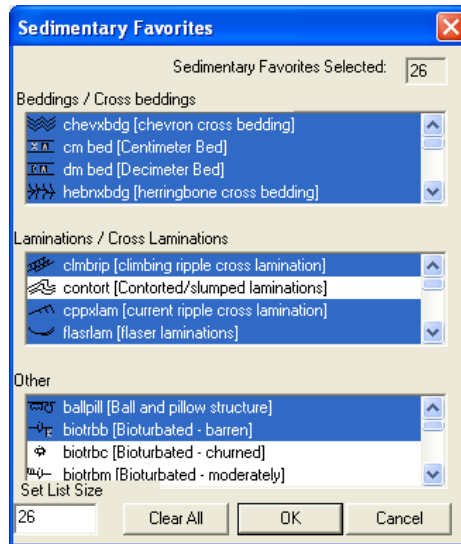 Sedimentary Favorites
Sedimentary Favorites Selected: 26
Beddings / Cross beddings
chevxbdg [chevron cross bedding]
cm bed [Centimeter Bed]
dm bed [Decimeter Bed]
hebnxbdg [herringbone cross bedding]
Laminations / Cross Laminations
clmbrip [climbing ripple cross lamination]
contort [Contorted/slumped laminations]
cppxlam [current ripple cross lamination]
flasrlam [flaser laminations]
Other
ballpill [Ball and pillow structure]
biotrbb [Bioturbated - barren]
biotrbc [Bioturbated - churned]
biotrbm [Bioturbated - moderately]
Set List Size
26 Clear All OK Cancel